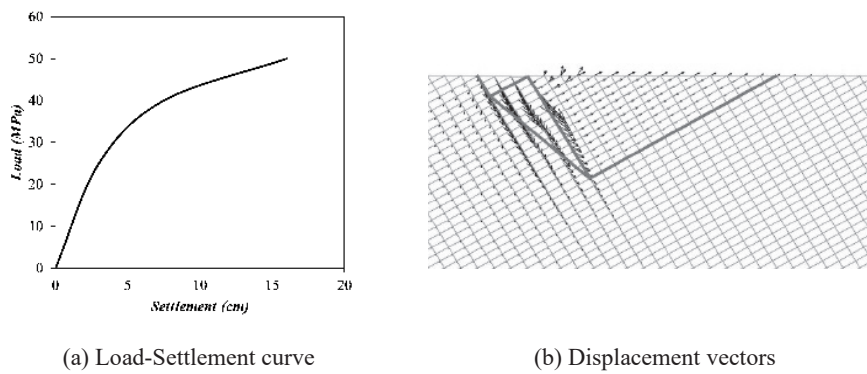 60
50
40
30
20
10
0
Load (MPa)
0 5 10 15 20
Settlement (cm)
(a) Load-Settlement curve
(b) Displacement vectors